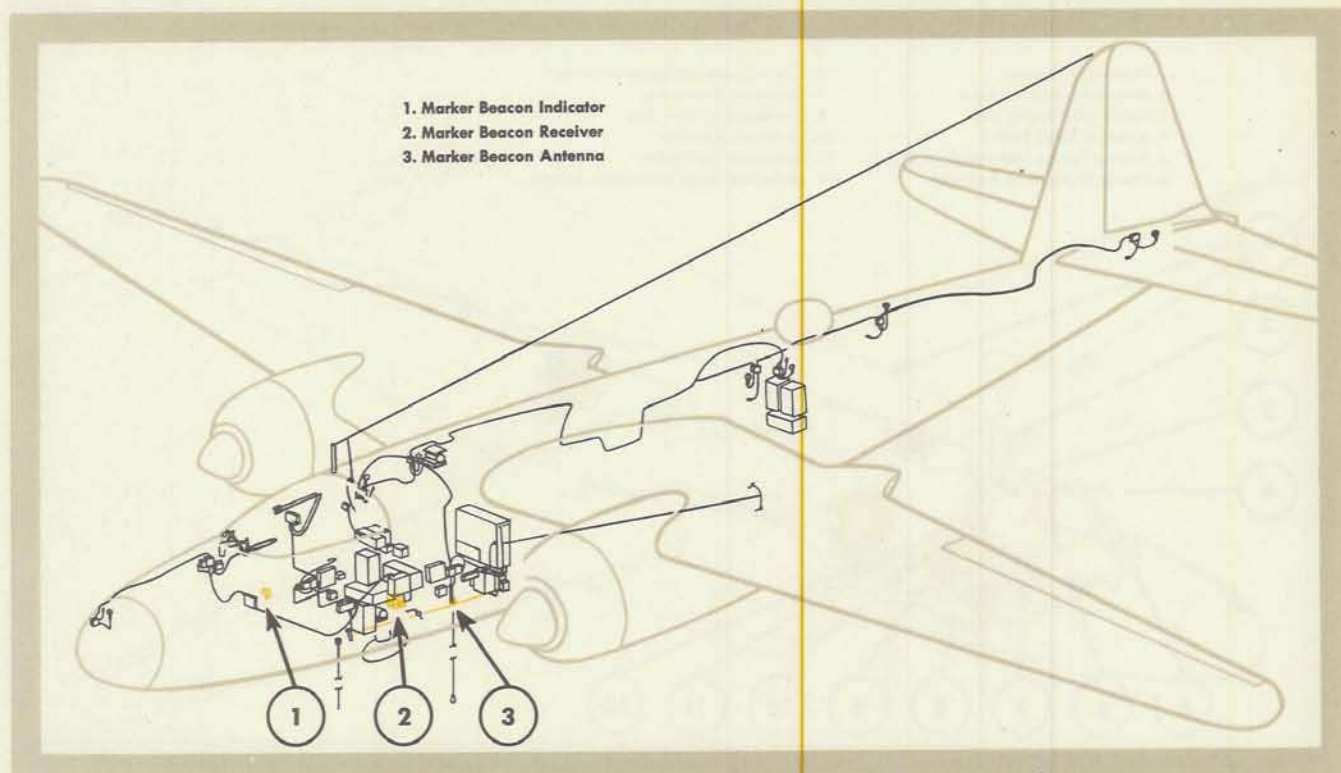 1. Marker Beacon Indicator
2. Marker Beacon Receiver
3. Marker Beacon Antenna
1
2
3